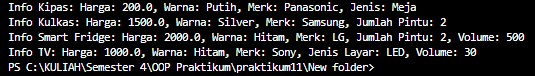 Info Kipas: Harga: 200.0, Warna: Putih, Merk: Panasonic, Jenis: Meja
Info Kulkas: Harga: 1500.0, Warna: Silver, Merk: Samsung, Jumlah Pintu: 2
Info Smart Fridge: Harga: 2000.0, Warna: Hitam, Merk: LG, Jumlah Pintu: 2, Volume: 500
Info TV: Harga: 1000.0, Warna: Hitam, Merk: Sony, Jenis Layar: LED, Volume: 30
PS C:\KULIAH\Semester 4\OOP Praktikum\praktikum11\New folder>